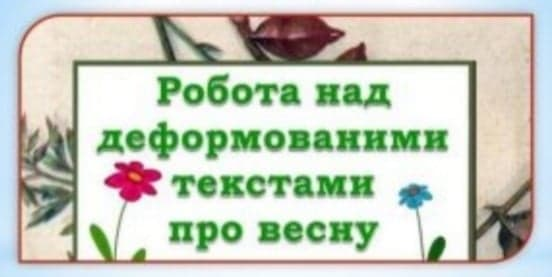 Робота над
деформованими
текстами
про весну